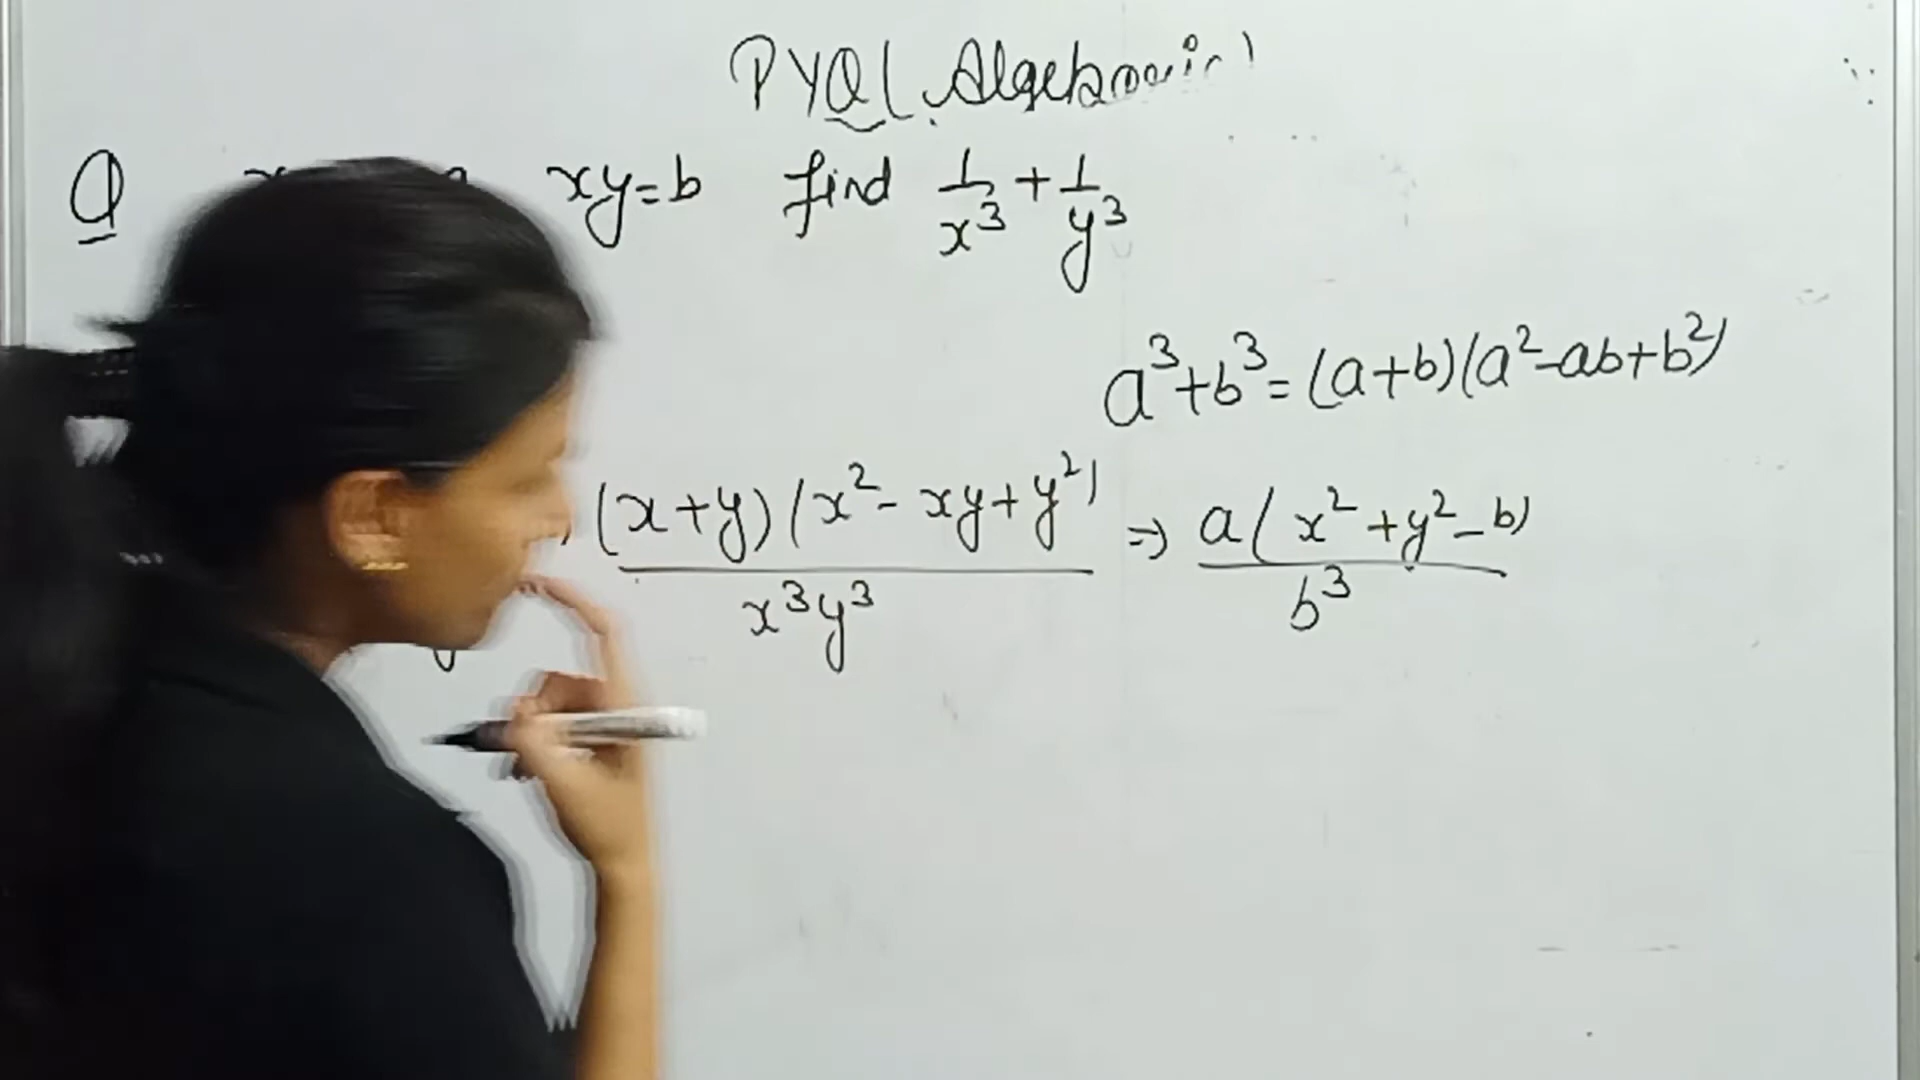 PYQ( Algebraic)
Q xy=b find 1/x³ + 1/y³
a³+b³=(a+b)(a²-ab+b²)
(x+y)(x²-xy+y²)/x³y³ ⇒ a(x²+y²-b)/b³